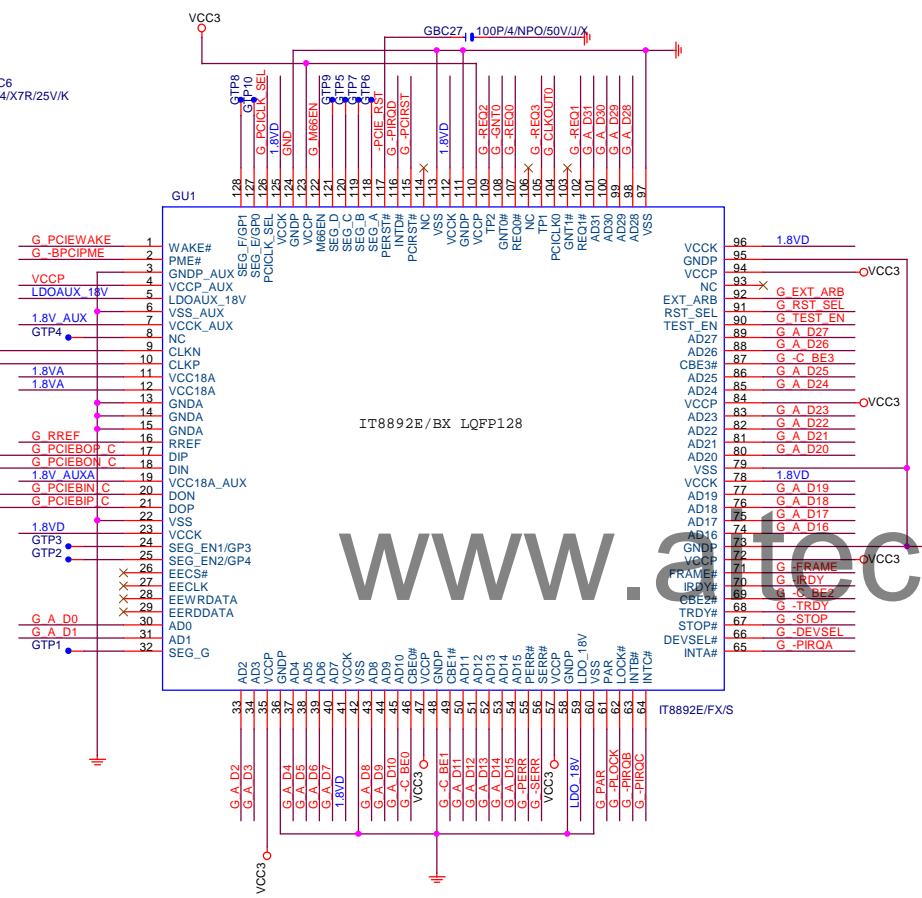 VCC3
GBC27
100P/4/NPO/50V/J/X
C6
4/X7R/25V/K
GTP8
GTP10
G_PCICLK_SEL
1.8VD
GND
G_M66EN
GTP9
GTP5
GTP7
GTP6
-PCIE_RST
G_-PIRQD
G_-PCIRST
1.8VD
G_-REQ2
G_-GNT0
G_-REQ0
G_-REQ3
G_CLKOUT0
G_-REQ1
G_A_D31
G_A_D30
G_A_D29
G_A_D28
GU1
128 127 126 125 124 123 122 121 120 119 118 117 116 115 114 113 112 111 110 109 108 107 106 105 104 103 102 101 100 99 98 97
SEG_F/GP1
SEG_E/GP0
PCICLK_SEL
VCCK
GNDP
VCCP
M66EN
SEG_D
SEG_C
SEG_B
SEG_A
PERST#
INTD#
PCIRST#
NC
VSS
VCCK
GNDP
VCCP
TP2
GNT0#
REQ0#
NC
TP1
PCICLK0
GNT1#
REQ1#
AD31
AD30
AD29
AD28
VSS
G_PCIEWAKE 1 WAKE#
G_-BPCIPME 2 PME#
3 GNDP_AUX
VCCP 4 VCCP_AUX
LDOAUX_18V 5 LDOAUX_18V
6 VSS_AUX
1.8V_AUX 7 VCCK_AUX
GTP4 8 NC
9 CLKN
10 CLKP
1.8VA 11 VCC18A
1.8VA 12 VCC18A
13 GNDA
14 GNDA
15 GNDA
G_RREF 16 RREF
G_PCIEBOP_C 17 DIP
G_PCIEBON_C 18 DIN
1.8V_AUXA 19 VCC18A_AUX
G_PCIEBIN_C 20 DON
G_PCIEBIP_C 21 DOP
22 VSS
1.8VD 23 VCCK
GTP3 24 SEG_EN1/GP3
GTP2 25 SEG_EN2/GP4
26 EECS#
27 EECLK
28 EEWRDATA
29 EERDDATA
G_A_D0 30 AD0
G_A_D1 31 AD1
GTP1 32 SEG_G
IT8892E/BX LQFP128
VCCK 96 1.8VD
GNDP 95
VCCP 94 VCC3
NC 93
EXT_ARB 92 G_EXT_ARB
RST_SEL 91 G_RST_SEL
TEST_EN 90 G_TEST_EN
AD27 89 G_A_D27
AD26 88 G_A_D26
CBE3# 87 G_-C_BE3
AD25 86 G_A_D25
AD24 85 G_A_D24
VCCP 84 VCC3
AD23 83 G_A_D23
AD22 82 G_A_D22
AD21 81 G_A_D21
AD20 80 G_A_D20
VSS 79
VCCK 78 1.8VD
AD19 77 G_A_D19
AD18 76 G_A_D18
AD17 75 G_A_D17
AD16 74 G_A_D16
GNDP 73
VCCP 72 VCC3
FRAME# 71 G_-FRAME
IRDY# 70 G_-IRDY
CBE2# 69 G_-C_BE2
TRDY# 68 G_-TRDY
STOP# 67 G_-STOP
DEVSEL# 66 G_-DEVSEL
INTA# 65 G_-PIRQA
www.aitec
AD2
AD3
VCCP
GNDP
AD4
AD5
AD6
AD7
VCCK
VSS
AD8
AD9
AD10
CBE0#
VCCP
GNDP
CBE1#
AD11
AD12
AD13
AD14
AD15
PERR#
SERR#
VCCP
GNDP
LDO_18V
VSS
PAR
LOCK#
INTB#
INTC#
33 34 35 36 37 38 39 40 41 42 43 44 45 46 47 48 49 50 51 52 53 54 55 56 57 58 59 60 61 62 63 64
IT8892E/FX/S
G_A_D2
G_A_D3
VCC3
G_A_D4
G_A_D5
G_A_D6
G_A_D7
1.8VD
G_A_D8
G_A_D9
G_A_D10
G_-C_BE0
VCC3
G_-C_BE1
G_A_D11
G_A_D12
G_A_D13
G_A_D14
G_A_D15
G_-PERR
G_-SERR
VCC3
LDO_18V
G_PAR
G_-PLOCK
G_-PIRQB
G_-PIRQC